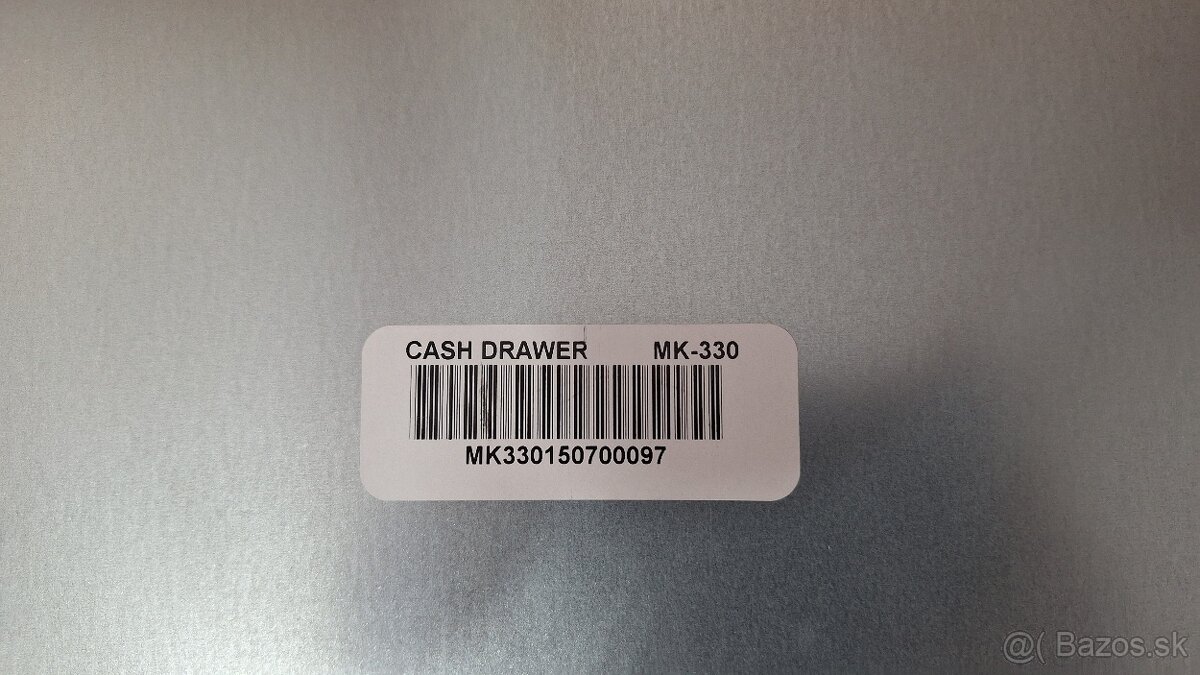 CASH DRAWER MK-330
MK330150700097
@( Bazos.sk